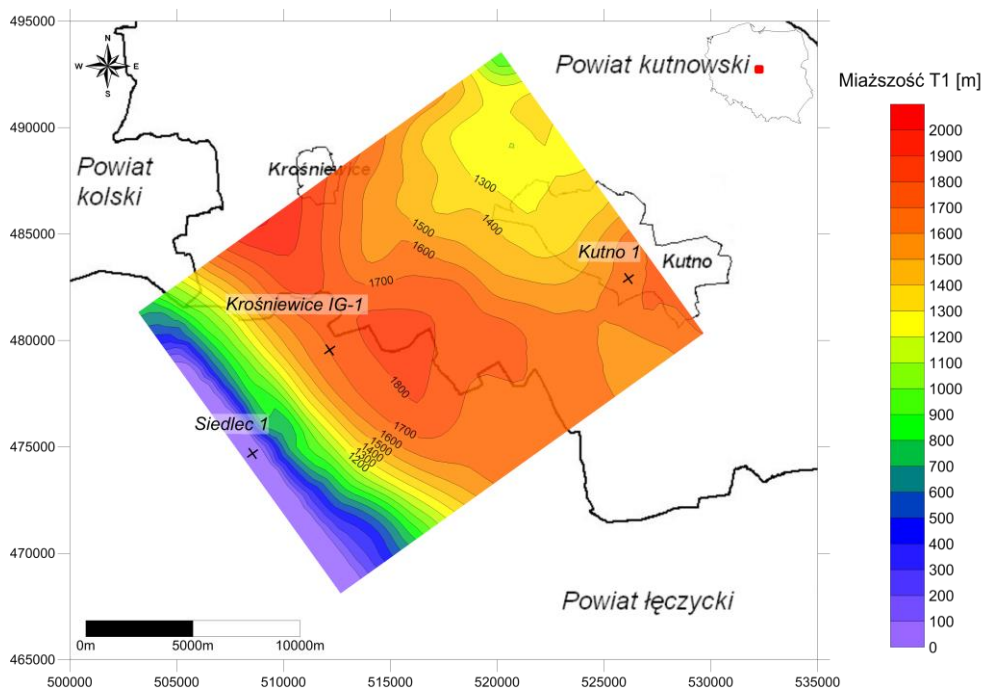 495000
490000
485000
480000
475000
470000
465000
500000
505000
510000
515000
520000
525000
530000
535000
N
W
E
S
Powiat kutnowski
Powiat
kolski
Krośniewice
1300
1400
1500
1600
1700
Kutno 1
Kutno
Krośniewice IG-1
1800
Siedlec 1
1700
1600
1500
1400
1300
1200
Powiat łęczycki
0m
5000m
10000m
Miąższość T1 [m]
2000
1900
1800
1700
1600
1500
1400
1300
1200
1100
1000
900
800
700
600
500
400
300
200
100
0